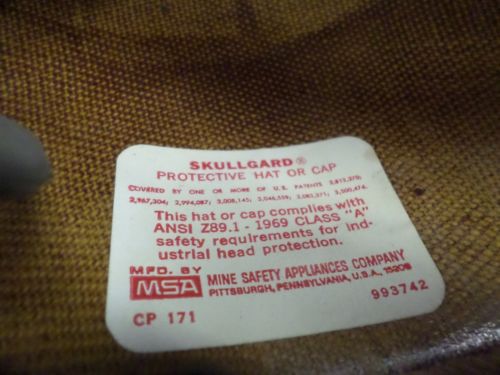 SKULLGARD®
PROTECTIVE HAT OR CAP
COVERED BY ONE OR MORE OF U.S. PATENTS
This hat or cap complies with
ANSI Z89.1 - 1969 CLASS "A"
safety requirements for ind-
ustrial head protection.
MFD. BY
MSA
MINE SAFETY APPLIANCES COMPANY
PITTSBURGH, PENNSYLVANIA, U.S.A., 15208
CP 171
993742